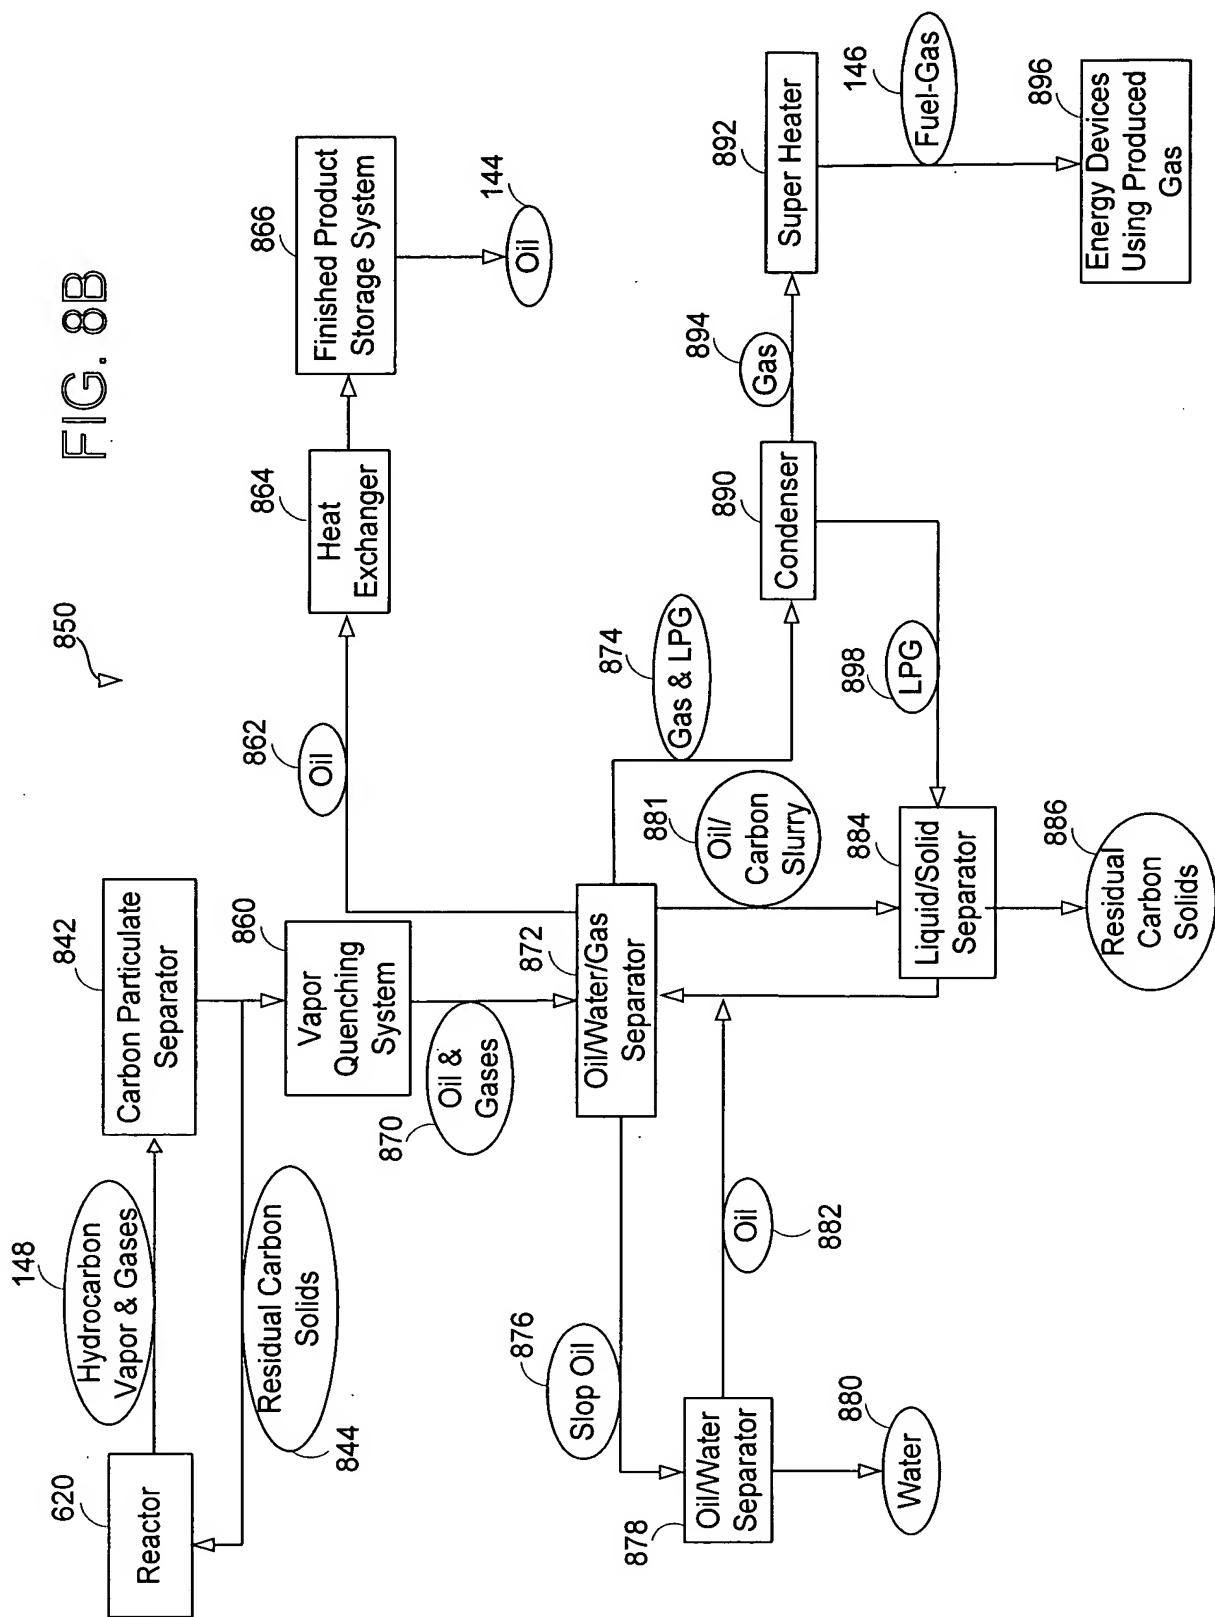 FIG. 8B
850
620
Reactor
148
Hydrocarbon
Vapor & Gases
842
Carbon Particulate
Separator
Residual Carbon
Solids
844
860
Vapor
Quenching
System
870
Oil &
Gases
862
Oil
864
Heat
Exchanger
866
Finished Product
Storage System
144
Oil
872
Oil/Water/Gas
Separator
876
Slop Oil
878
Oil/Water
Separator
880
Water
Oil
882
881
Oil/
Carbon
Slurry
874
Gas & LPG
884
Liquid/Solid
Separator
886
Residual
Carbon
Solids
890
Condenser
898
LPG
894
Gas
892
Super Heater
146
Fuel-Gas
896
Energy Devices
Using Produced
Gas